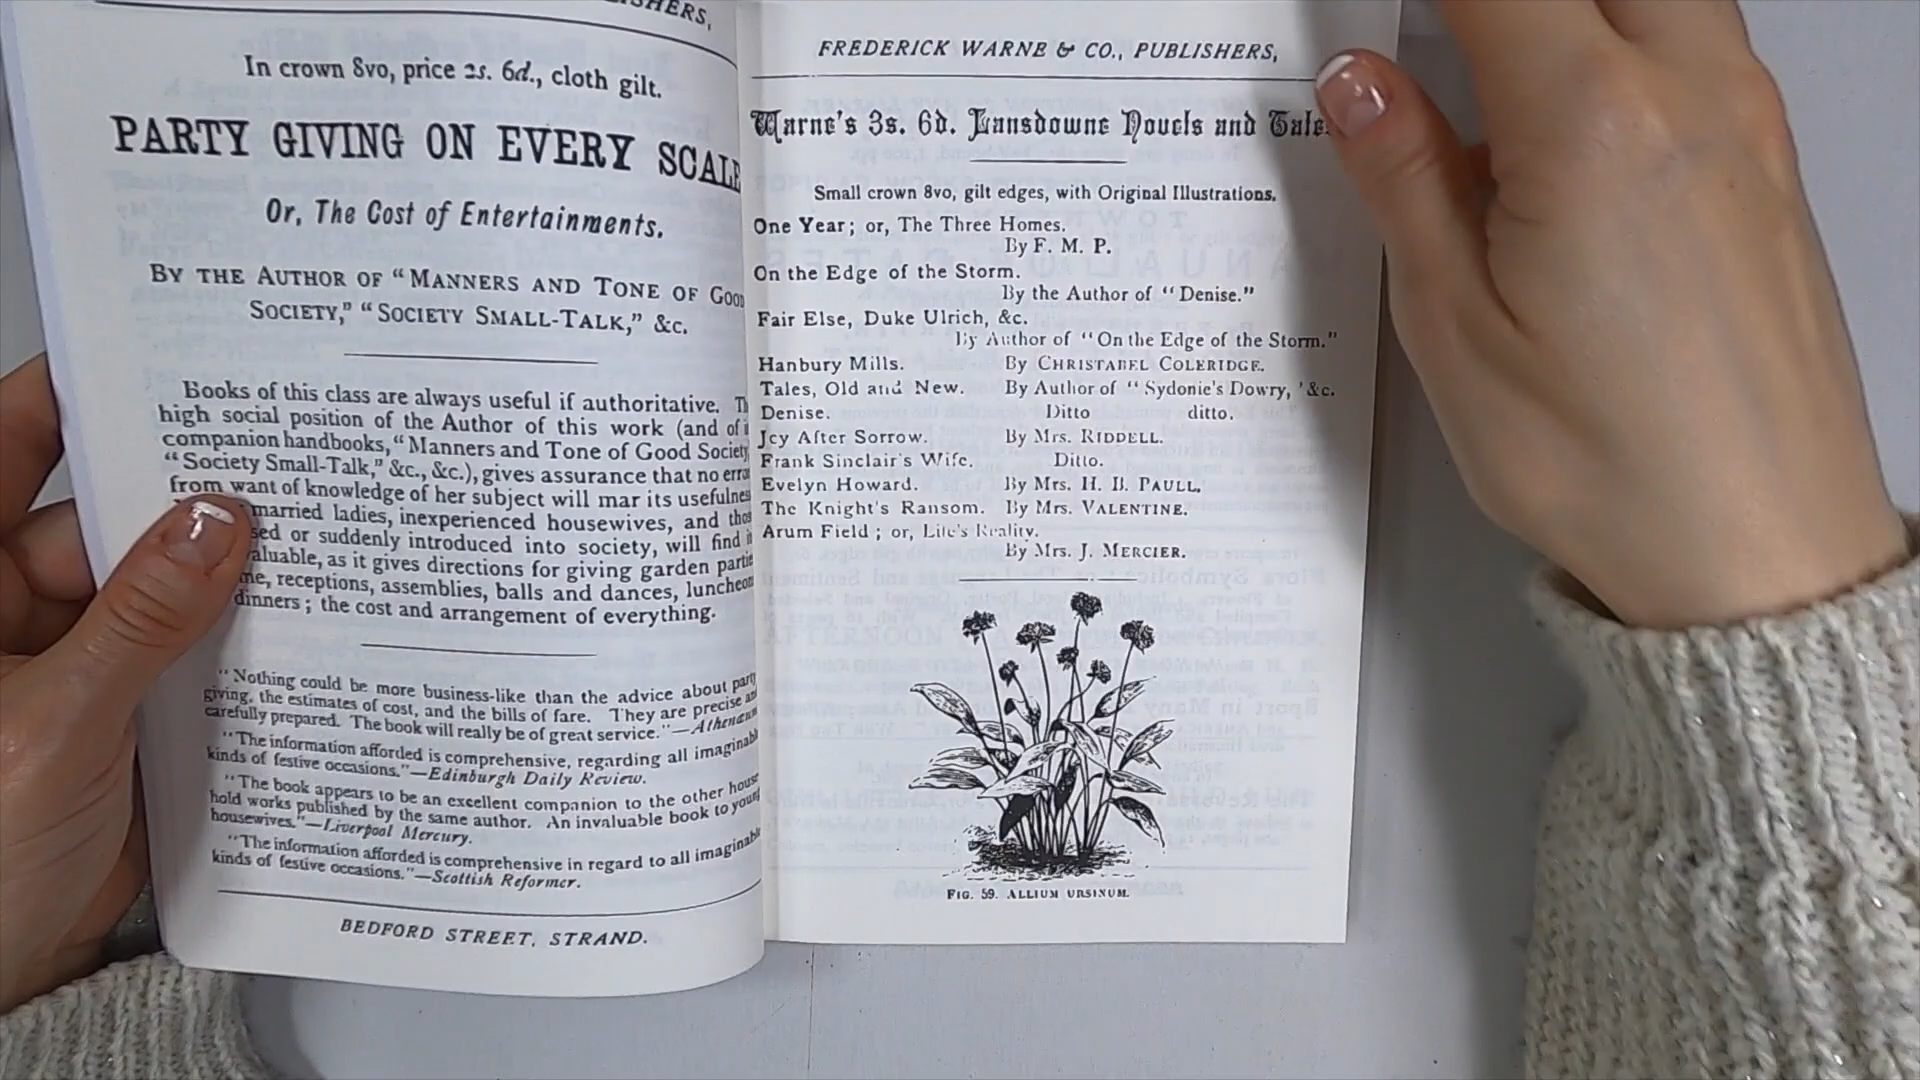 SHERS,
In crown 8vo, price 2s. 6d., cloth gilt.
PARTY GIVING ON EVERY SCALE
Or, The Cost of Entertainments.
BY THE AUTHOR OF "MANNERS AND TONE OF GOOD
SOCIETY," "SOCIETY SMALL-TALK," &c.
Books of this class are always useful if authoritative.
high social position of the Author of this work (and of
companion handbooks, "Manners and Tone of Good Society
"Society Small-Talk," &c., &c.), gives assurance that no
from want of knowledge of her subject will mar its
married ladies, inexperienced housewives, and
or suddenly introduced into society, will find
as it gives directions for giving garden
receptions, assemblies, balls and dances,
dinners; the cost and arrangement of everything.
"Nothing could be more business-like than the advice about party
giving, the estimates of cost, and the bills of fare. They are precise and
carefully prepared. The book will really be of great service."—Athenæum
"The information afforded is comprehensive, regarding all imaginable
kinds of festive occasions."—Edinburgh Daily Review.
"The book appears to be an excellent companion to the other house
hold works published by the same author. An invaluable book to young
housewives."—Liverpool Mercury.
"The information afforded is comprehensive in regard to all imaginable
kinds of festive occasions."—Scottish Reformer.
BEDFORD STREET, STRAND.
FREDERICK WARNE & CO., PUBLISHERS,
Warne's 3s. 6d. Lansdowne Novels and Tale
Small crown 8vo, gilt edges, with Original Illustrations.
One Year; or, The Three Homes.
By F. M. P.
On the Edge of the Storm.
By the Author of "Denise."
Fair Else, Duke Ulrich, &c.
By Author of "On the Edge of the Storm."
Hanbury Mills. By CHRISTABEL COLERIDGE.
Tales, Old and New. By Author of "Sydonie's Dowry,' &c.
Denise. Ditto ditto.
Joy After Sorrow. By Mrs. RIDDELL.
Frank Sinclair's Wife. Ditto.
Evelyn Howard. By Mrs. H. B. PAULL.
The Knight's Ransom. By Mrs. VALENTINE.
Arum Field; or, Life's Reality.
By Mrs. J. MERCIER.
FIG. 59. ALLIUM URSINUM.